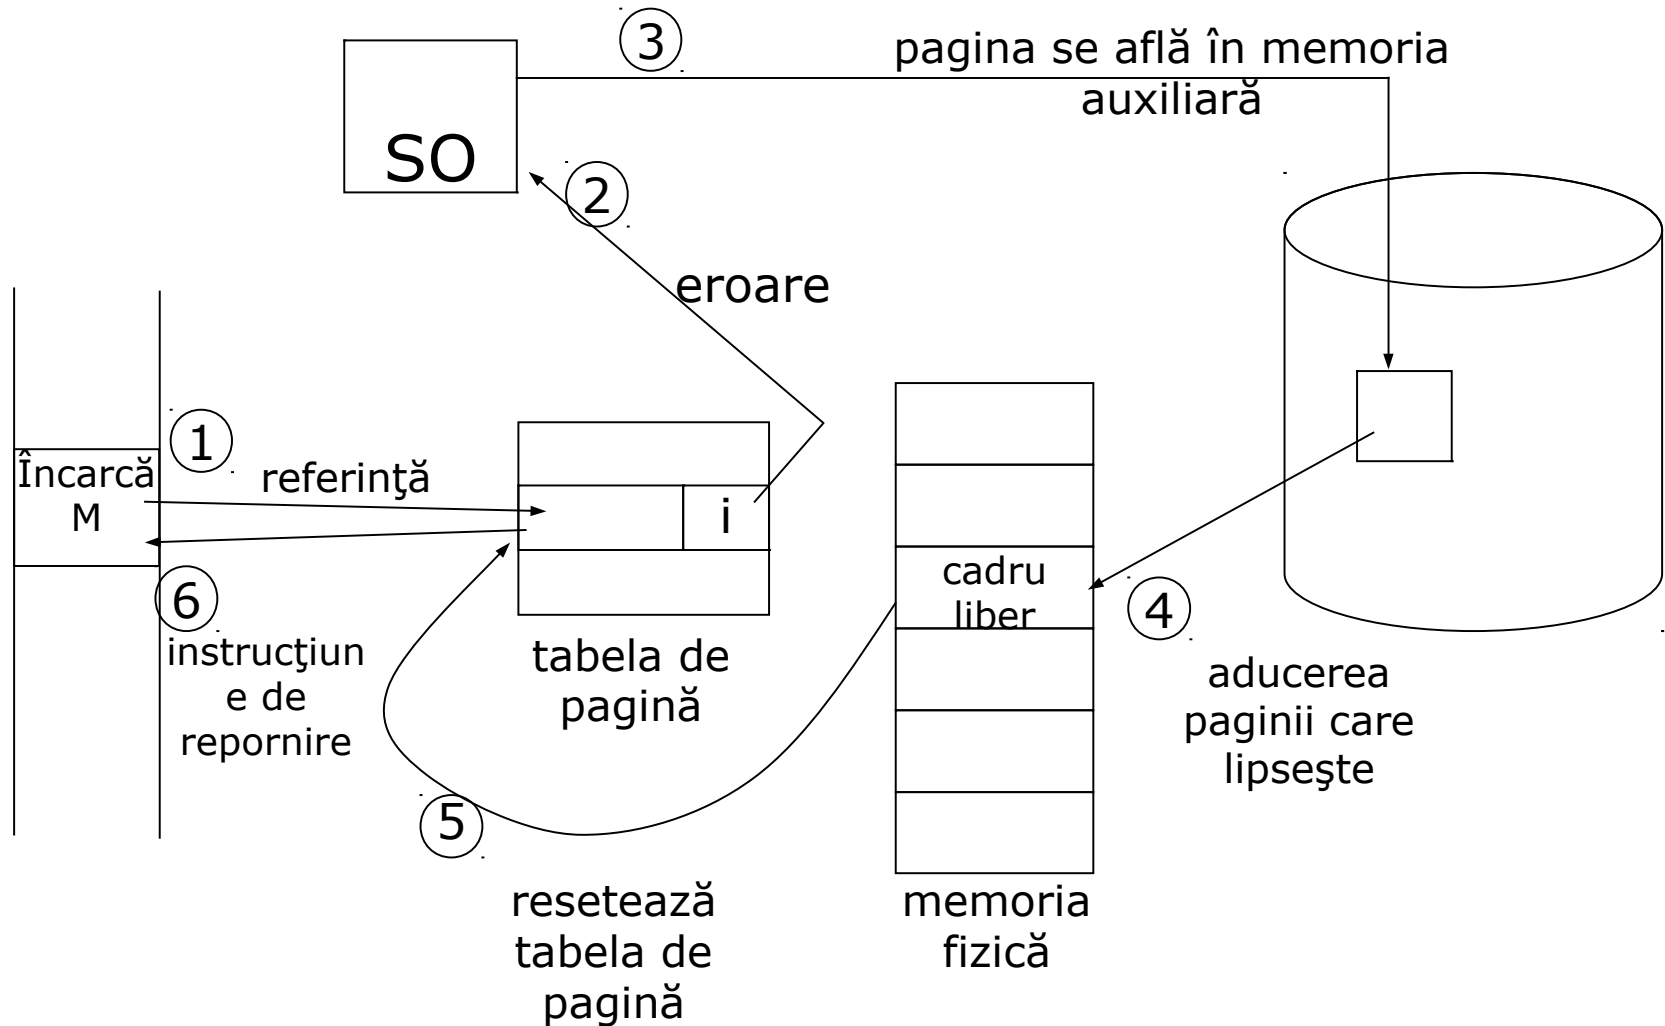 3
pagina se află în memoria
auxiliară
SO
2
eroare
1
Încarcă
M
referinţă
i
cadru
liber
4
6
instrucţiun
e de
repornire
tabela de
pagină
aducerea
paginii care
lipseşte
5
resetează
tabela de
pagină
memoria
fizică